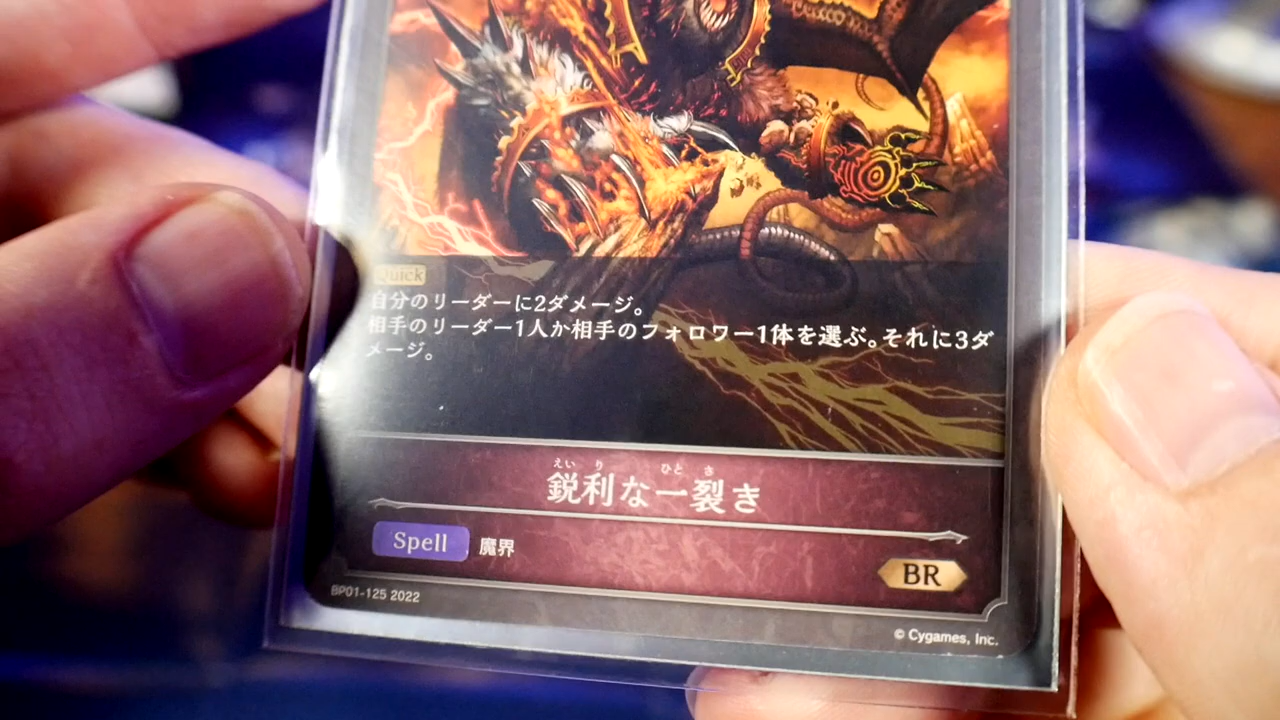 Quick
自分のリーダーに2ダメージ。
相手のリーダー1人か相手のフォロワー1体を選ぶ。それに3ダ
メージ。
えいり ひとさ
鋭利な一裂き
Spell 魔界
BR
BP01-125 2022
© Cygames, Inc.